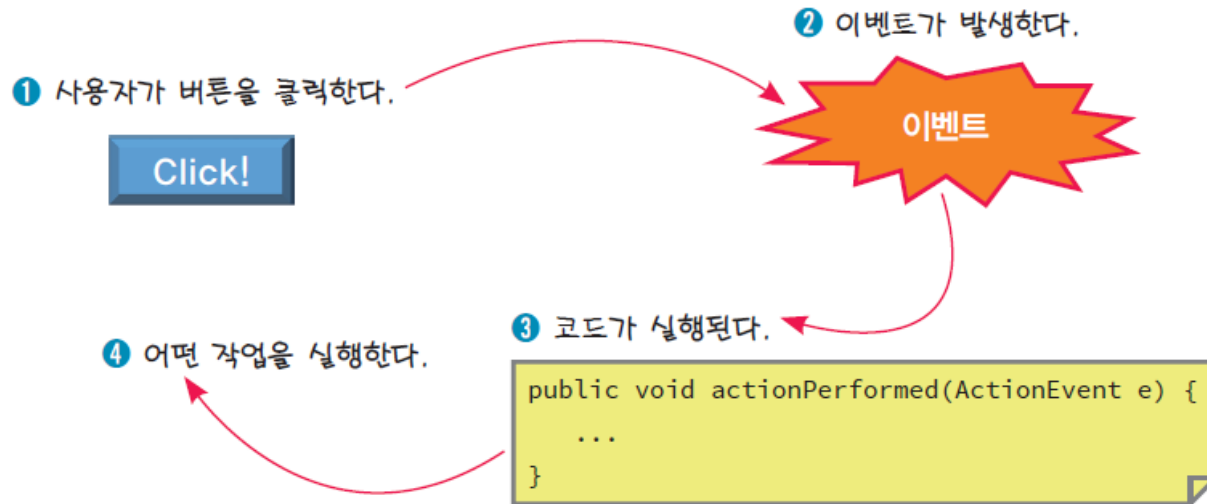 ❶ 사용자가 버튼을 클릭한다.
Click!
❷ 이벤트가 발생한다.
이벤트
❸ 코드가 실행된다.
public void actionPerformed(ActionEvent e) {
...
}
❹ 어떤 작업을 실행한다.